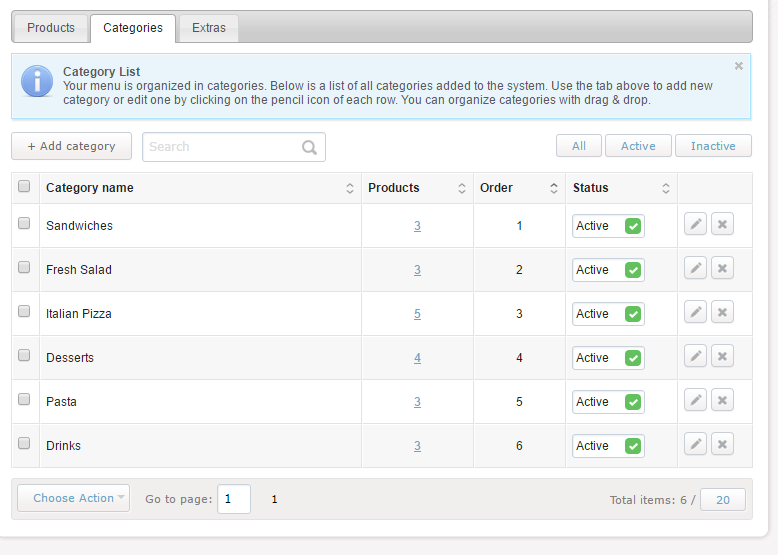 Products Categories Extras
Category List
Your menu is organized in categories. Below is a list of all categories added to the system. Use the tab above to add new
category or edit one by clicking on the pencil icon of each row. You can organize categories with drag & drop.
+ Add category Search All Active Inactive
Category name Products Order Status
Sandwiches 3 1 Active
Fresh Salad 3 2 Active
Italian Pizza 5 3 Active
Desserts 4 4 Active
Pasta 3 5 Active
Drinks 3 6 Active
Choose Action Go to page: 1 1 Total items: 6 / 20